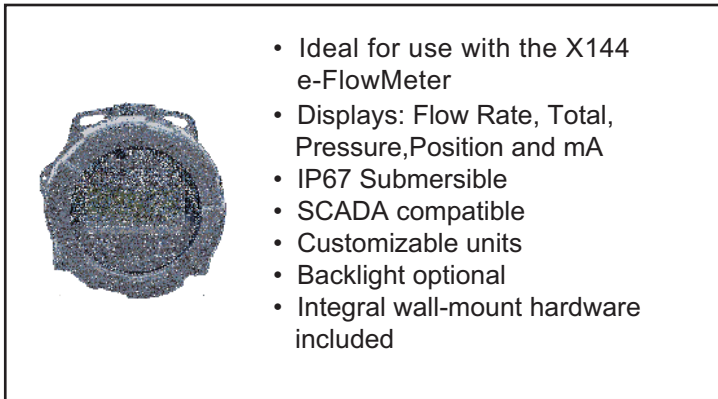 • Ideal for use with the X144
e-FlowMeter
• Displays: Flow Rate, Total,
Pressure,Position and mA
• IP67 Submersible
• SCADA compatible
• Customizable units
• Backlight optional
• Integral wall-mount hardware
included